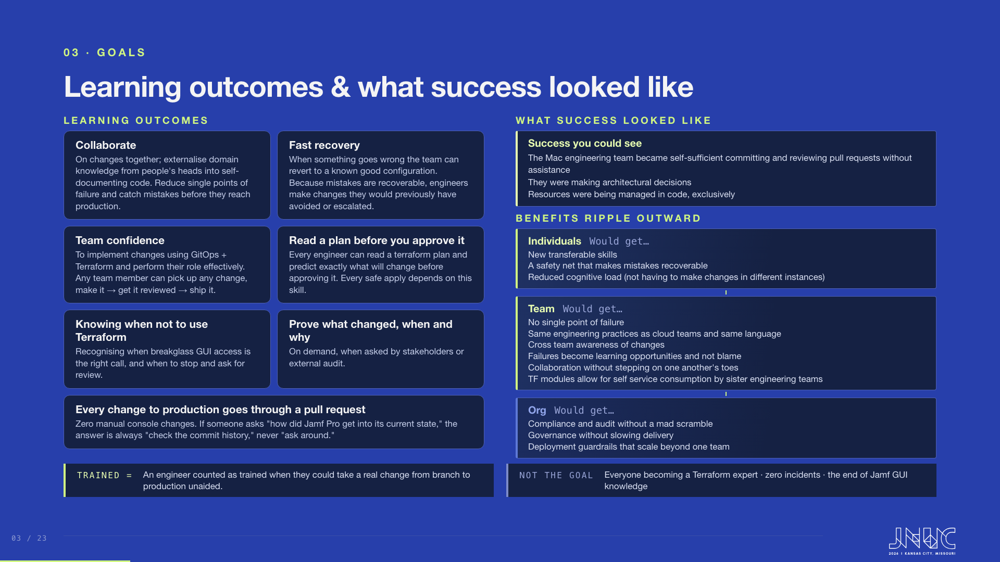 03 · GOALS
Learning outcomes & what success looked like
LEARNING OUTCOMES
Collaborate
On changes together; externalise domain
knowledge from people's heads into self-
documenting code. Reduce single points of
failure and catch mistakes before they reach
production.
Fast recovery
When something goes wrong the team can
revert to a known good configuration.
Because mistakes are recoverable, engineers
make changes they would previously have
avoided or escalated.
Team confidence
To implement changes using GitOps +
Terraform and perform their role effectively.
Any team member can pick up any change,
make it → get it reviewed → ship it.
Read a plan before you approve it
Every engineer can read a terraform plan and
predict exactly what will change before
approving it. Every safe apply depends on this
skill.
Knowing when not to use
Terraform
Recognising when breakglass GUI access is
the right call, and when to stop and ask for
review.
Prove what changed, when and
why
On demand, when asked by stakeholders or
external audit.
Every change to production goes through a pull request
Zero manual console changes. If someone asks "how did Jamf Pro get into its current state," the
answer is always "check the commit history," never "ask around."
WHAT SUCCESS LOOKED LIKE
Success you could see
The Mac engineering team became self-sufficient committing and reviewing pull requests without
assistance
They were making architectural decisions
Resources were being managed in code, exclusively
BENEFITS RIPPLE OUTWARD
Individuals Would get…
New transferable skills
A safety net that makes mistakes recoverable
Reduced cognitive load (not having to make changes in different instances)
Team Would get…
No single point of failure
Same engineering practices as cloud teams and same language
Cross team awareness of changes
Failures become learning opportunities and not blame
Collaboration without stepping on one another's toes
TF modules allow for self service consumption by sister engineering teams
Org Would get…
Compliance and audit without a mad scramble
Governance without slowing delivery
Deployment guardrails that scale beyond one team
TRAINED = An engineer counted as trained when they could take a real change from branch to
production unaided.
NOT THE GOAL Everyone becoming a Terraform expert · zero incidents · the end of Jamf GUI
knowledge
03 / 23
JNUC
2026 | KANSAS CITY, MISSOURI